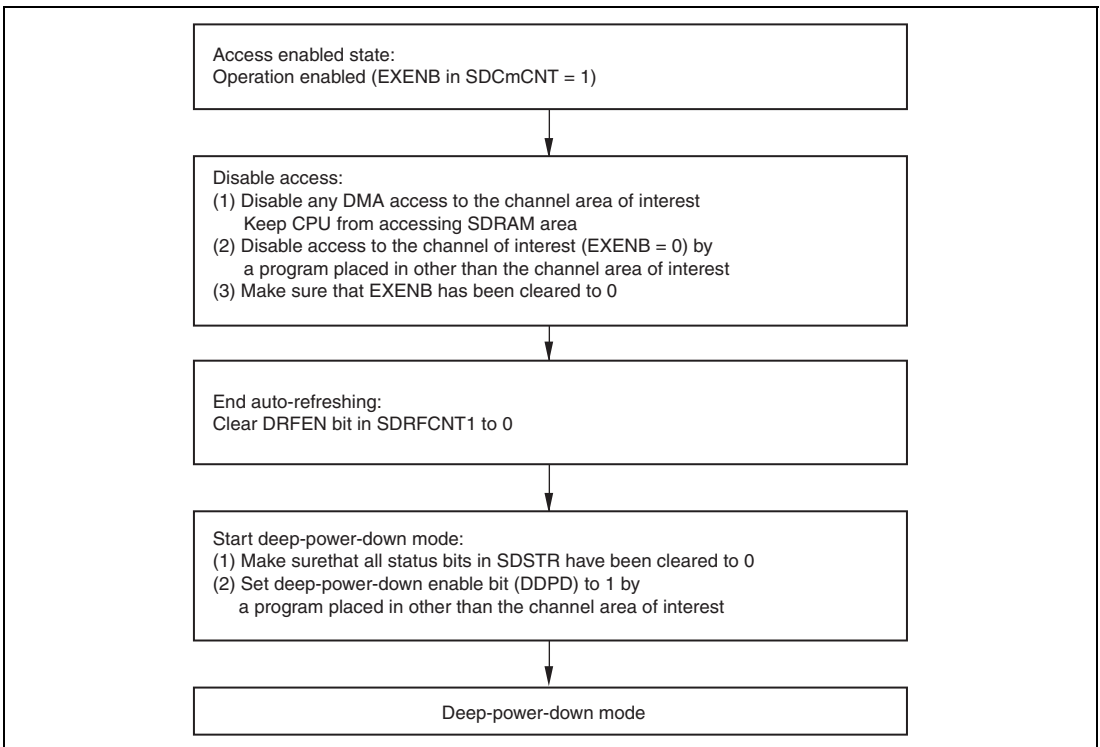 Access enabled state:
Operation enabled (EXENB in SDCmCNT = 1)
Disable access:
(1) Disable any DMA access to the channel area of interest
Keep CPU from accessing SDRAM area
(2) Disable access to the channel of interest (EXENB = 0) by
a program placed in other than the channel area of interest
(3) Make sure that EXENB has been cleared to 0
End auto-refreshing:
Clear DRFEN bit in SDRFCNT1 to 0
Start deep-power-down mode:
(1) Make surethat all status bits in SDSTR have been cleared to 0
(2) Set deep-power-down enable bit (DDPD) to 1 by
a program placed in other than the channel area of interest
Deep-power-down mode